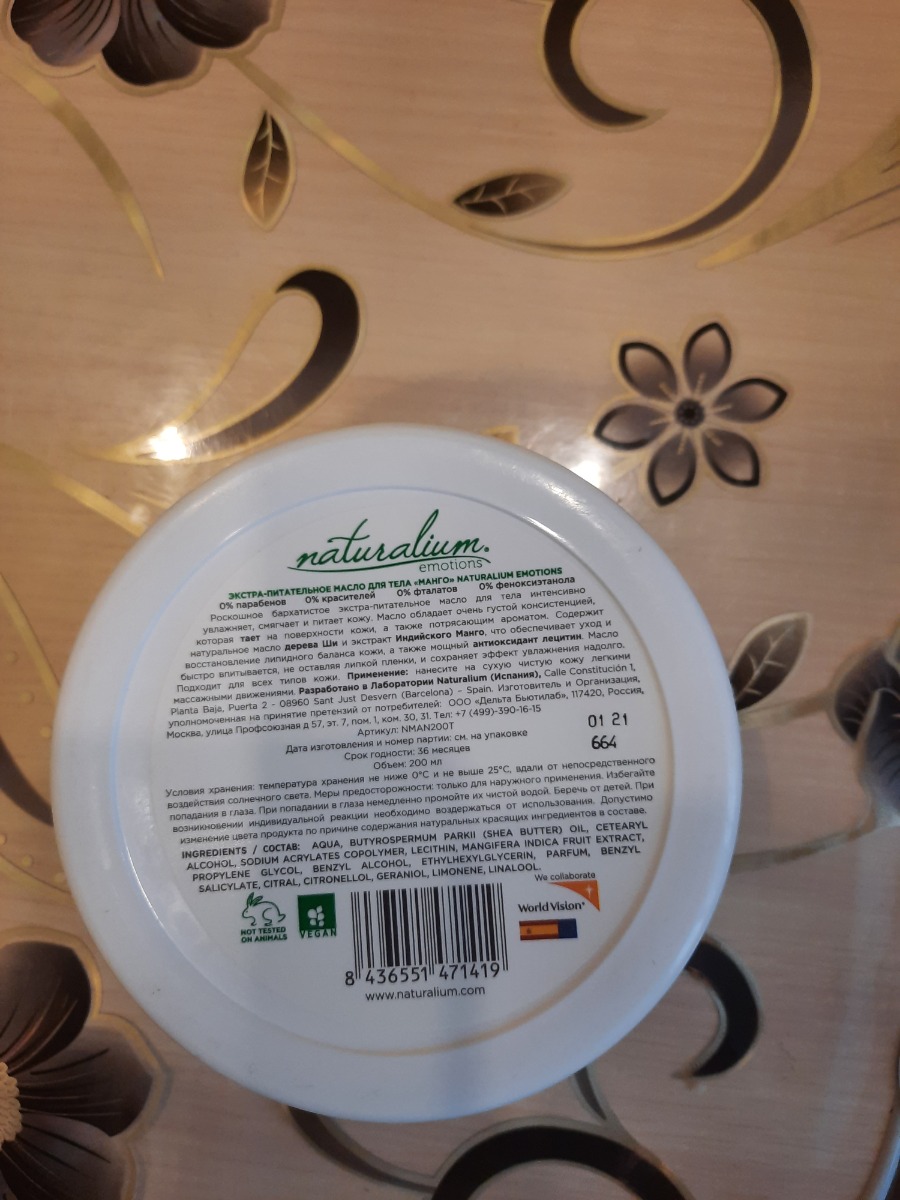 naturalium.
emotions
ЭКСТРА-ПИТАТЕЛЬНОЕ МАСЛО ДЛЯ ТЕЛА «МАНГО» NATURALIUM EMOTIONS
0% парабенов 0% красителей 0% фталатов 0% феноксиэтанола
Роскошное бархатистое экстра-питательное масло для тела интенсивно
увлажняет, смягчает и питает кожу. Масло обладает очень густой консистенцией,
которая тает на поверхности кожи, а также потрясающим ароматом. Содержит
натуральное масло дерева Ши и экстракт Индийского Манго, что обеспечивает уход и
восстановление липидного баланса кожи, а также мощный антиоксидант лецитин. Масло
быстро впитывается, не оставляя липкой пленки, и сохраняет эффект увлажнения надолго.
Подходит для всех типов кожи. Применение: нанесите на сухую чистую кожу легкими
массажными движениями. Разработано в Лаборатории Naturalium (Испания), Calle Constitución 1,
Planta Baja, Puerta 2 - 08960 Sant Just Desvern (Barcelona) - Spain. Изготовитель и Организация,
уполномоченная на принятие претензий от потребителей: ООО «Дельта Бьютилаб», 117420, Россия,
Москва, улица Профсоюзная д 57, эт. 7, пом. 1, ком. 30, 31. Тел: +7 (499)-390-16-15
Артикул: NMAN200T
Дата изготовления и номер партии: см. на упаковке
Срок годности: 36 месяцев
Объем: 200 мл
01 21
664
Условия хранения: температура хранения не ниже 0°С и не выше 25°С, вдали от непосредственного
воздействия солнечного света. Меры предосторожности: только для наружного применения. Избегайте
попадания в глаза. При попадании в глаза немедленно промойте их чистой водой. Беречь от детей. При
возникновении индивидуальной реакции необходимо воздержаться от использования. Допустимо
изменение цвета продукта по причине содержания натуральных красящих ингредиентов в составе.
INGREDIENTS / СОСТАВ: AQUA, BUTYROSPERMUM PARKII (SHEA BUTTER) OIL, CETEARYL
ALCOHOL, SODIUM ACRYLATES COPOLYMER, LECITHIN, MANGIFERA INDICA FRUIT EXTRACT,
PROPYLENE GLYCOL, BENZYL ALCOHOL, ETHYLHEXYLGLYCERIN, PARFUM, BENZYL
SALICYLATE, CITRAL, CITRONELLOL, GERANIOL, LIMONENE, LINALOOL.
We collaborate
World Vision
NOT TESTED
ON ANIMALS
VEGAN
8 436551 471419
www.naturalium.com